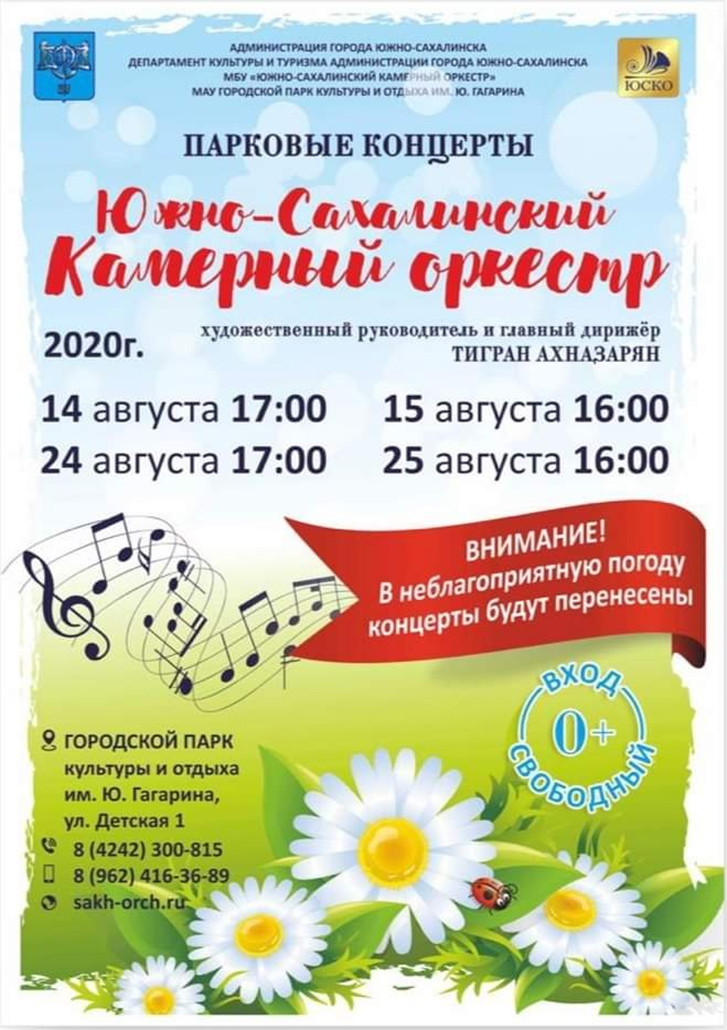 АДМИНИСТРАЦИЯ ГОРОДА ЮЖНО-САХАЛИНСКА
ДЕПАРТАМЕНТ КУЛЬТУРЫ И ТУРИЗМА АДМИНИСТРАЦИИ ГОРОДА ЮЖНО-САХАЛИНСКА
МБУ «ЮЖНО-САХАЛИНСКИЙ КАМЕРНЫЙ ОРКЕСТР»
МАУ ГОРОДСКОЙ ПАРК КУЛЬТУРЫ И ОТДЫХА ИМ. Ю. ГАГАРИНА
ЮСКО
ПАРКОВЫЕ КОНЦЕРТЫ
Южно-Сахалинский
Камерный оркестр
2020г.
художественный руководитель и главный дирижёр
ТИГРАН АХНАЗАРЯН
14 августа 17:00
15 августа 16:00
24 августа 17:00
25 августа 16:00
ВНИМАНИЕ!
В неблагоприятную погоду
концерты будут перенесены
ВХОД
0+
СВОБОДНЫЙ
ГОРОДСКОЙ ПАРК
культуры и отдыха
им. Ю. Гагарина,
ул. Детская 1
8 (4242) 300-815
8 (962) 416-36-89
sakh-orch.ru